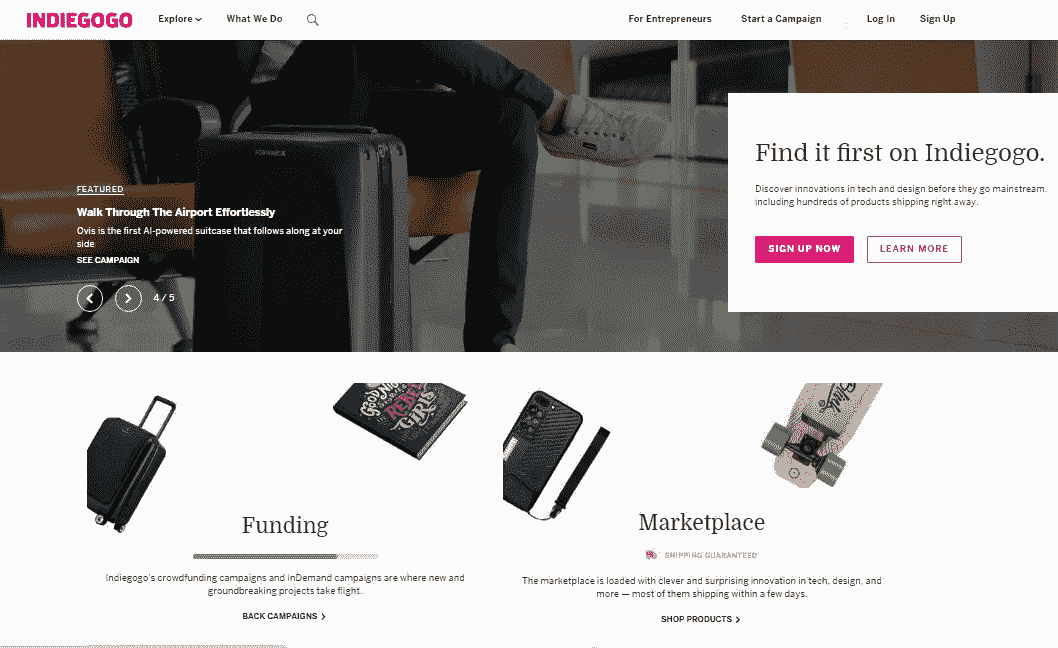 INDIEGOGO
Explore
What We Do
For Entrepreneurs
Start a Campaign
Log In
Sign Up
FORWARDX
FEATURED
Walk Through The Airport Effortlessly
Ovis is the first AI-powered suitcase that follows along at your
side
SEE CAMPAIGN
4 / 5
Find it first on Indiegogo.
Discover innovations in tech and design before they go mainstream.
including hundreds of products shipping right away.
SIGN UP NOW
LEARN MORE
GOOD NIGHT
REBEL
GIRLS
Funding
Indiegogo's crowdfunding campaigns and InDemand campaigns are where new and
groundbreaking projects take flight.
BACK CAMPAIGNS
Marketplace
SHIPPING GUARANTEED
The marketplace is loaded with clever and surprising innovation in tech, design, and
more — most of them shipping within a few days.
SHOP PRODUCTS